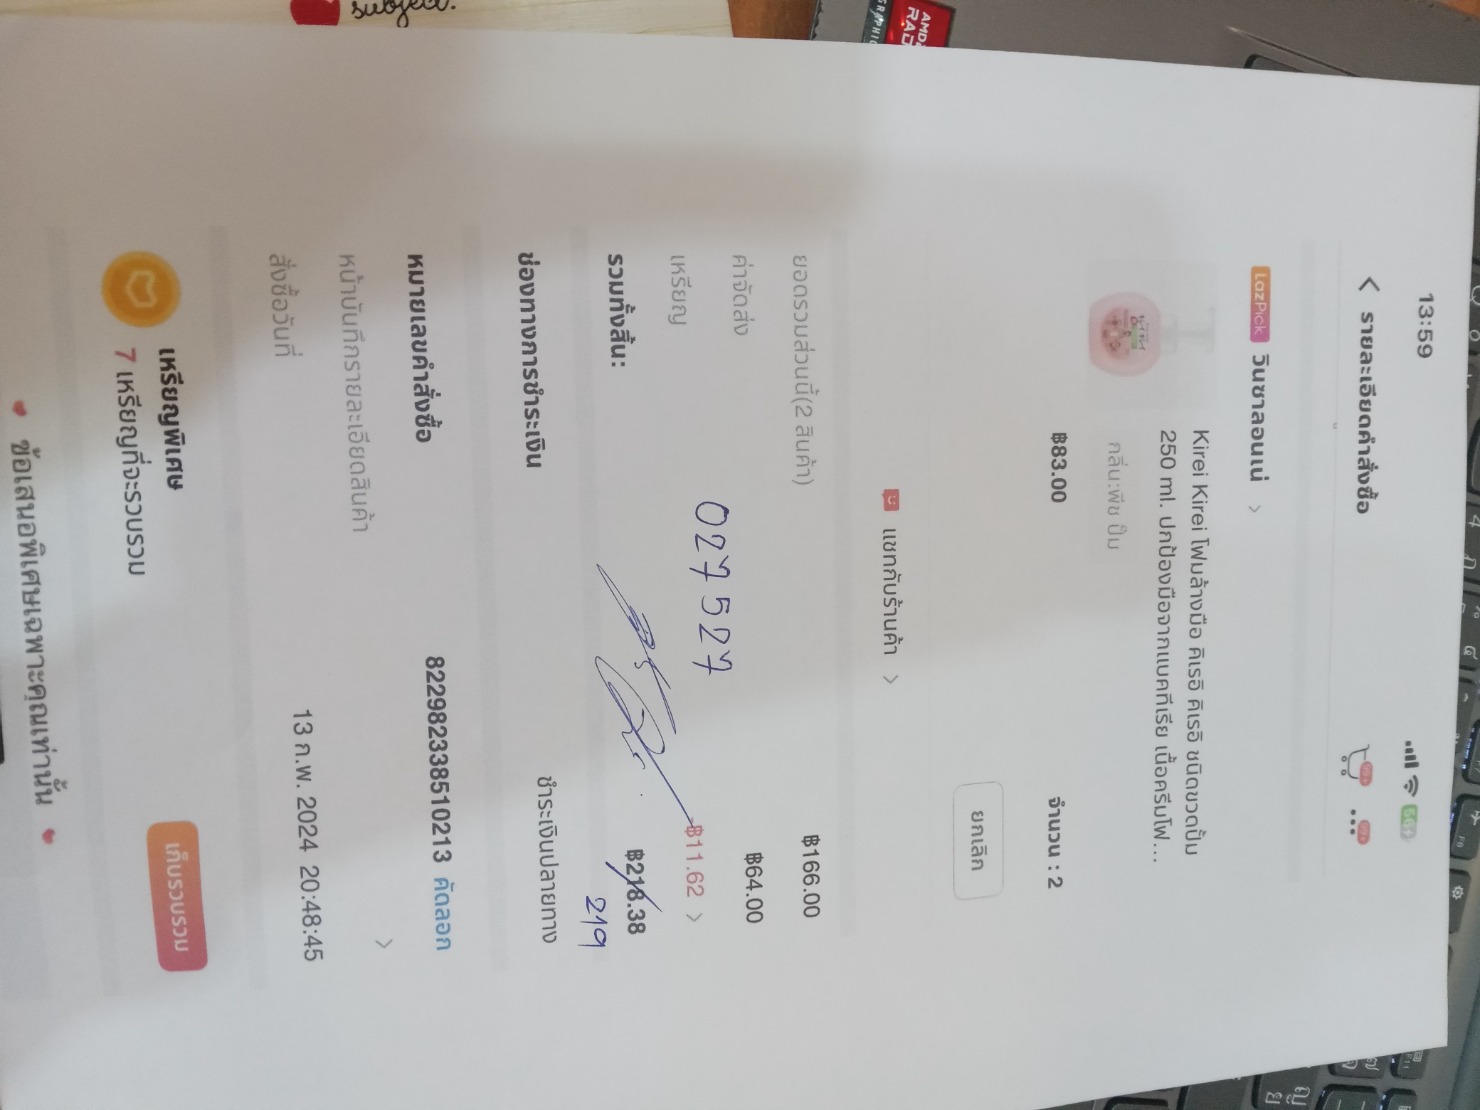 subject.
AMD
13:59
รายละเอียดคำสั่งซื้อ
LazPick วินซาลอนเน่
Kirei Kirei โฟมล้างมือ คิเรอิ คิเรอิ ชนิดขวดปั๊ม
250 ml. ปกป้องมือจากแบคทีเรีย เนื้อครีมโฟ...
กลิ่น:พีช ปั๊ม
฿83.00 จำนวน : 2
ยกเลิก
แชทกับร้านค้า
ยอดรวมส่วนนี้(2 สินค้า) ฿166.00
ค่าจัดส่ง ฿64.00
027527
เหรียญ -฿11.62
รวมทั้งสิ้น: ฿218.38
219
ช่องทางการชำระเงิน ชำระเงินปลายทาง
หมายเลขคำสั่งซื้อ 822982338510213 คัดลอก
หน้าบันทึกรายละเอียดสินค้า
สั่งซื้อวันที่ 13 ก.พ. 2024 20:48:45
เหรียญพิเศษ
7 เหรียญที่จะรวบรวม
เก็บรวบรวม
ข้อเสนอพิเศษเฉพาะคุณเท่านั้น